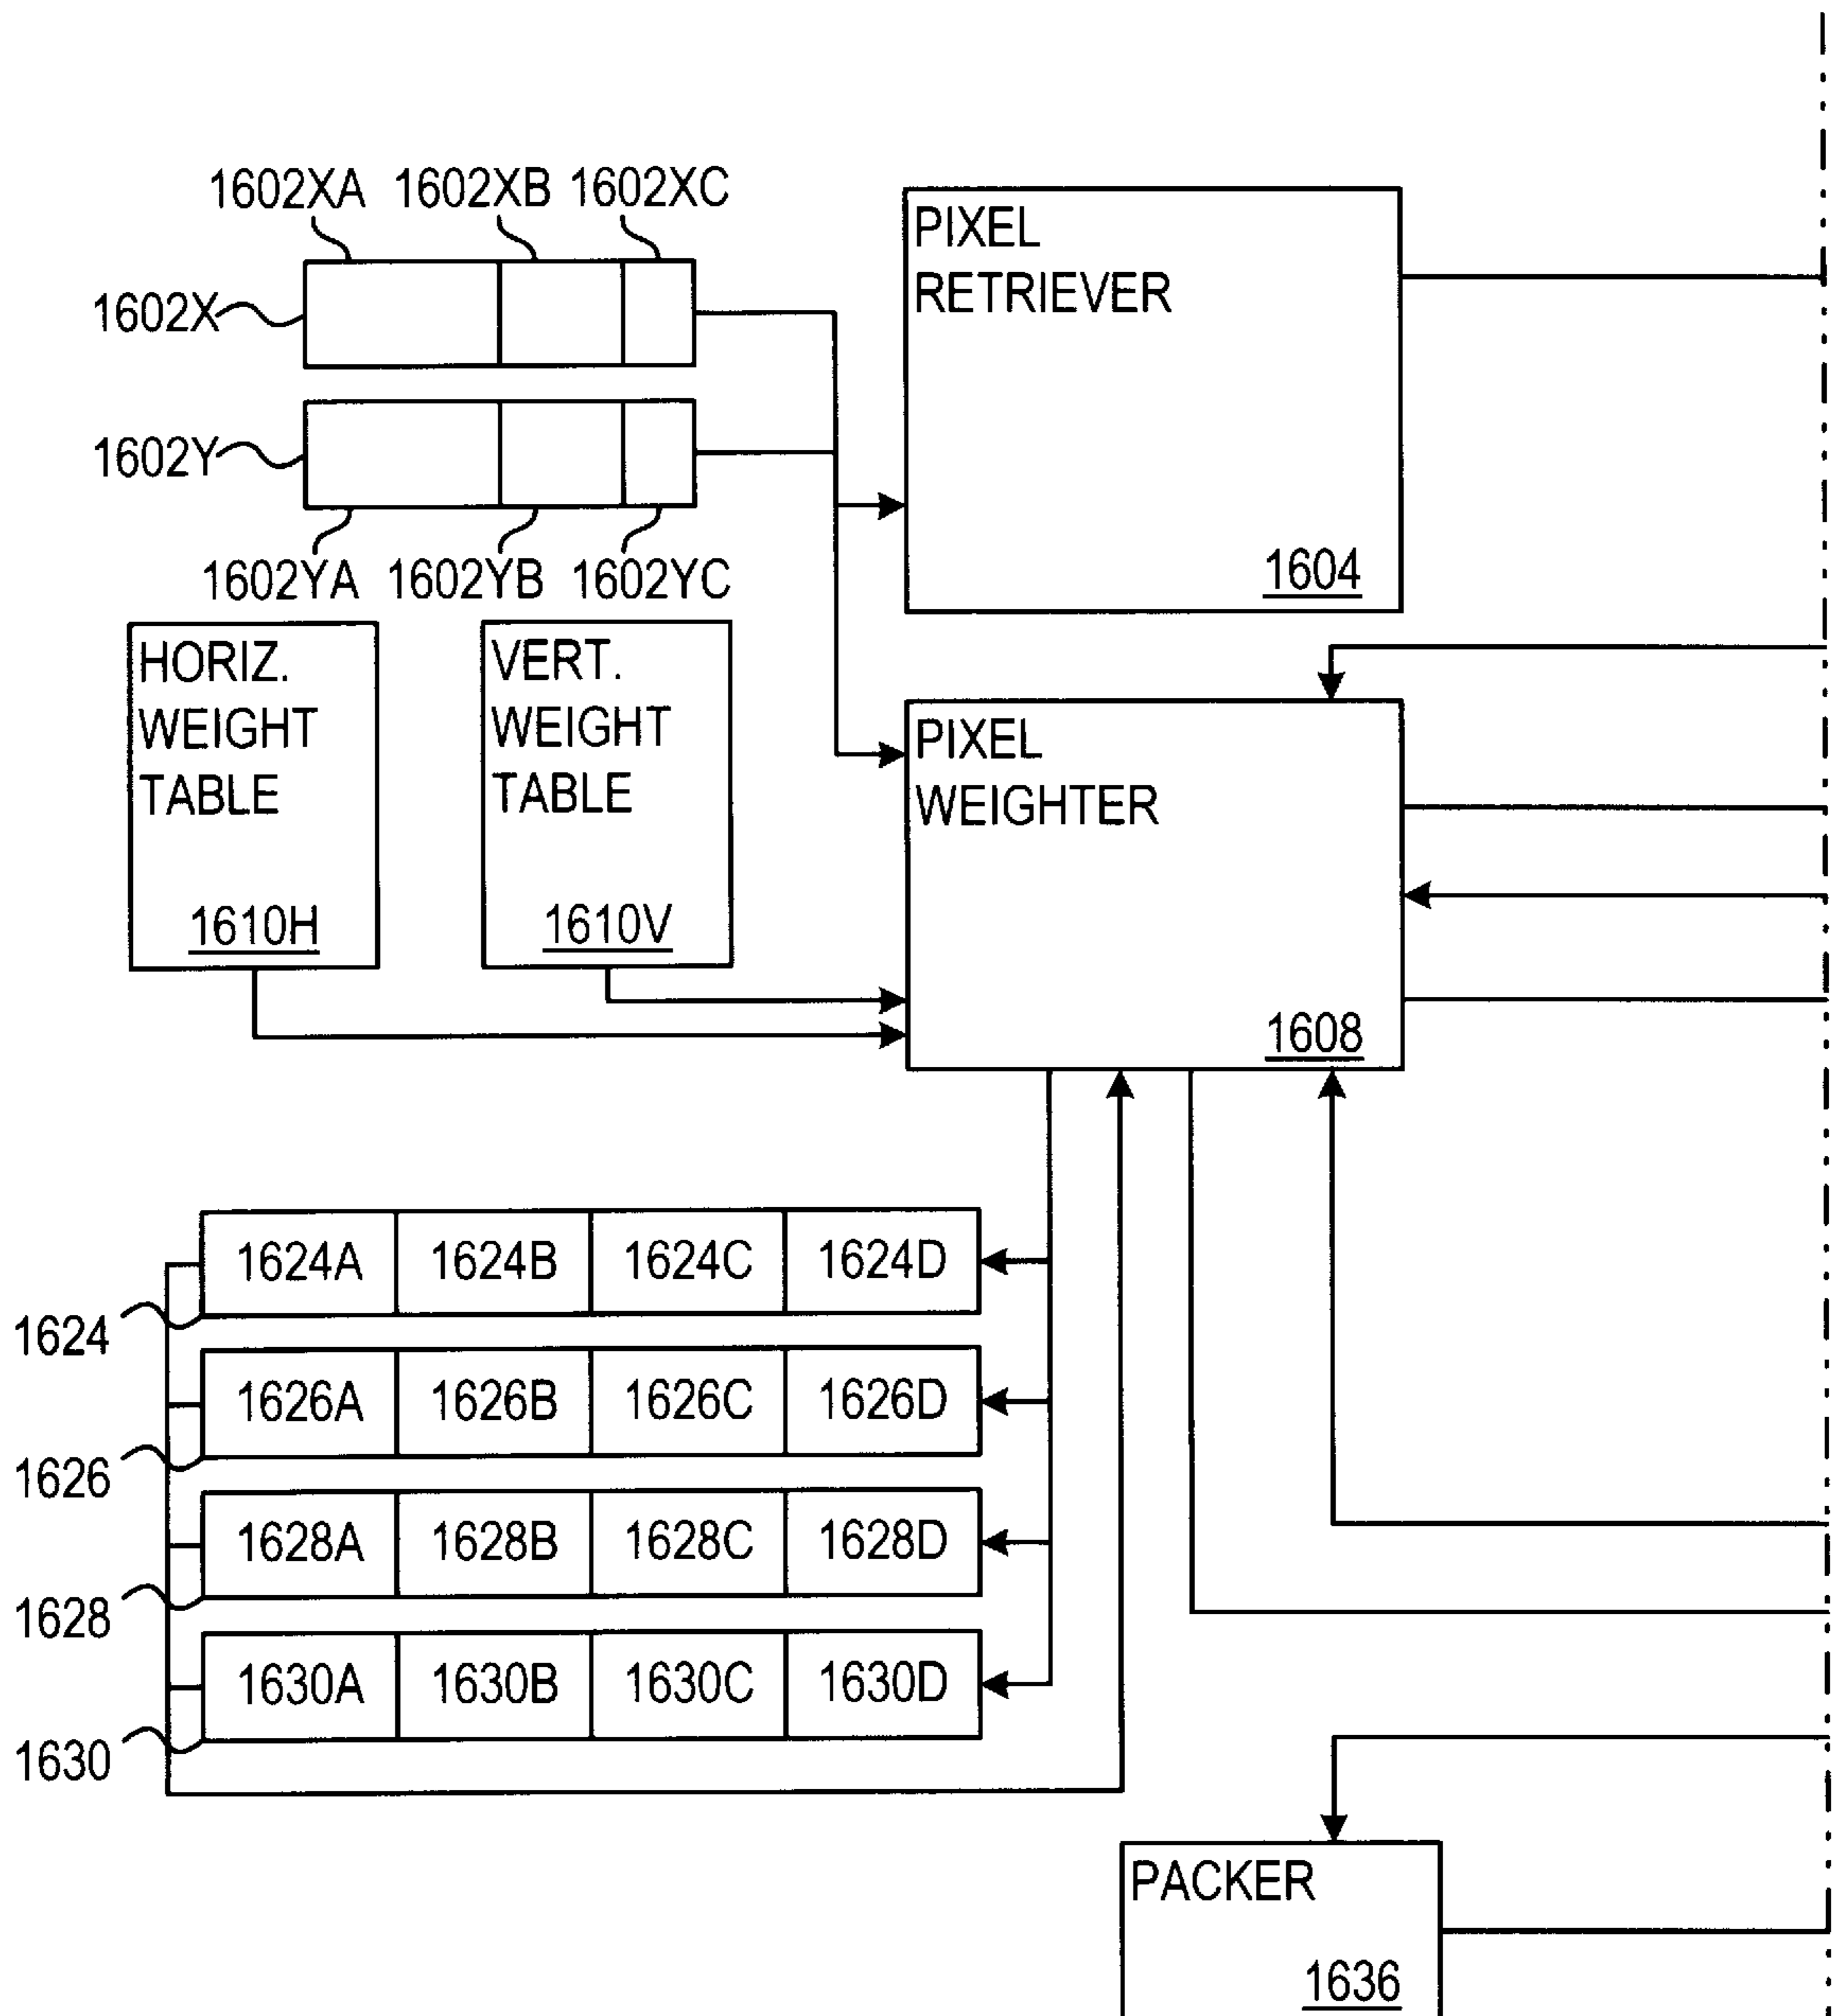 1602XA 1602XB 1602XC
1602X
1602Y
1602YA 1602YB 1602YC
PIXEL
RETRIEVER
1604
HORIZ.
WEIGHT
TABLE
1610H
VERT.
WEIGHT
TABLE
1610V
PIXEL
WEIGHTER
1608
1624A 1624B 1624C 1624D
1624
1626A 1626B 1626C 1626D
1626
1628A 1628B 1628C 1628D
1628
1630A 1630B 1630C 1630D
1630
PACKER
1636